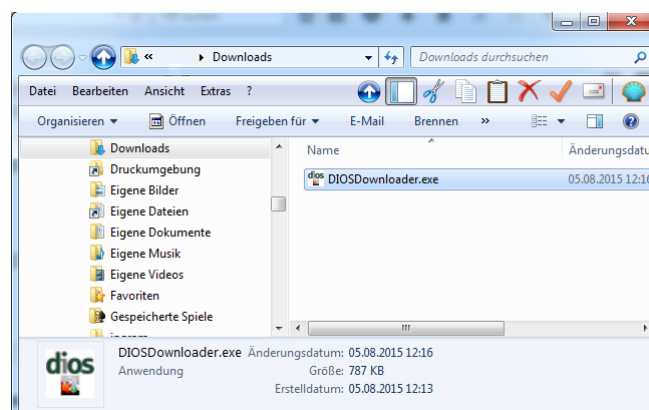 « Downloads Downloads durchsuchen
Datei Bearbeiten Ansicht Extras ?
Organisieren Öffnen Freigeben für E-Mail Brennen »
Downloads
Druckumgebung
Eigene Bilder
Eigene Dateien
Eigene Dokumente
Eigene Musik
Eigene Videos
Favoriten
Gespeicherte Spiele
Name Änderungsdatu
dios DIOSDownloader.exe 05.08.2015 12:16
dios
DIOSDownloader.exe Änderungsdatum: 05.08.2015 12:16
Anwendung Größe: 787 KB
Erstelldatum: 05.08.2015 12:13